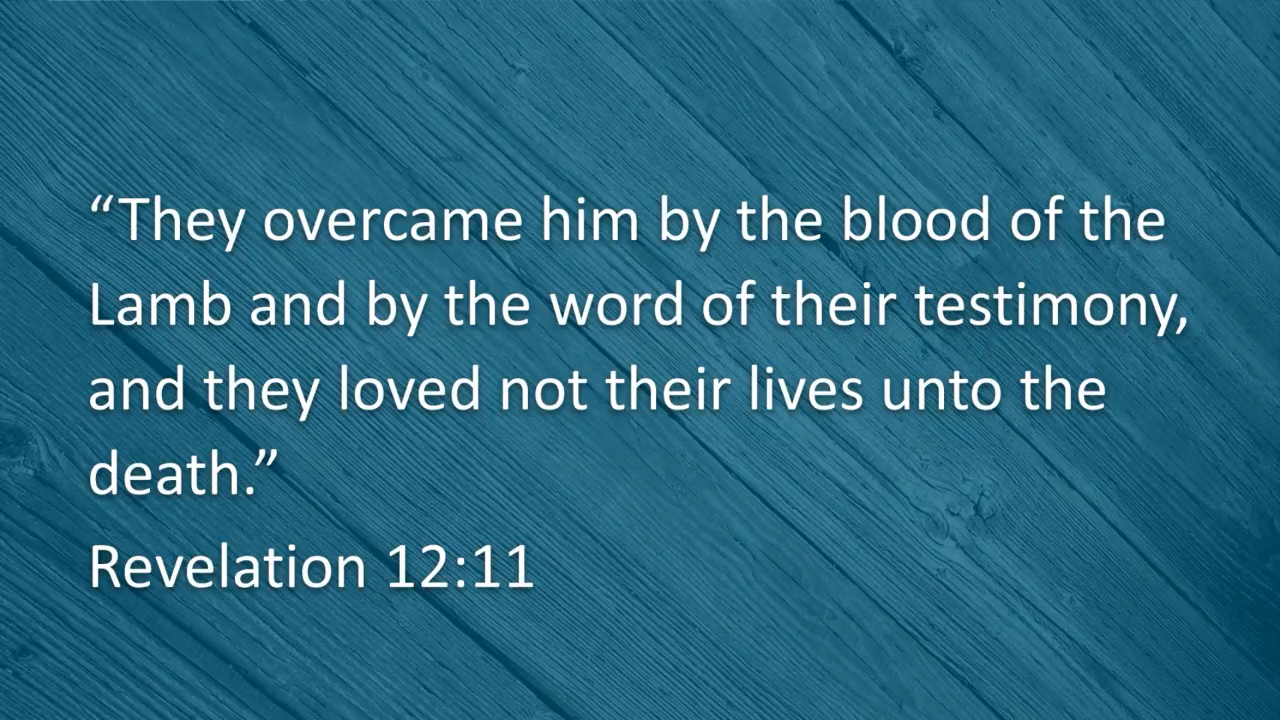 “They overcame him by the blood of the
Lamb and by the word of their testimony,
and they loved not their lives unto the
death.”
Revelation 12:11